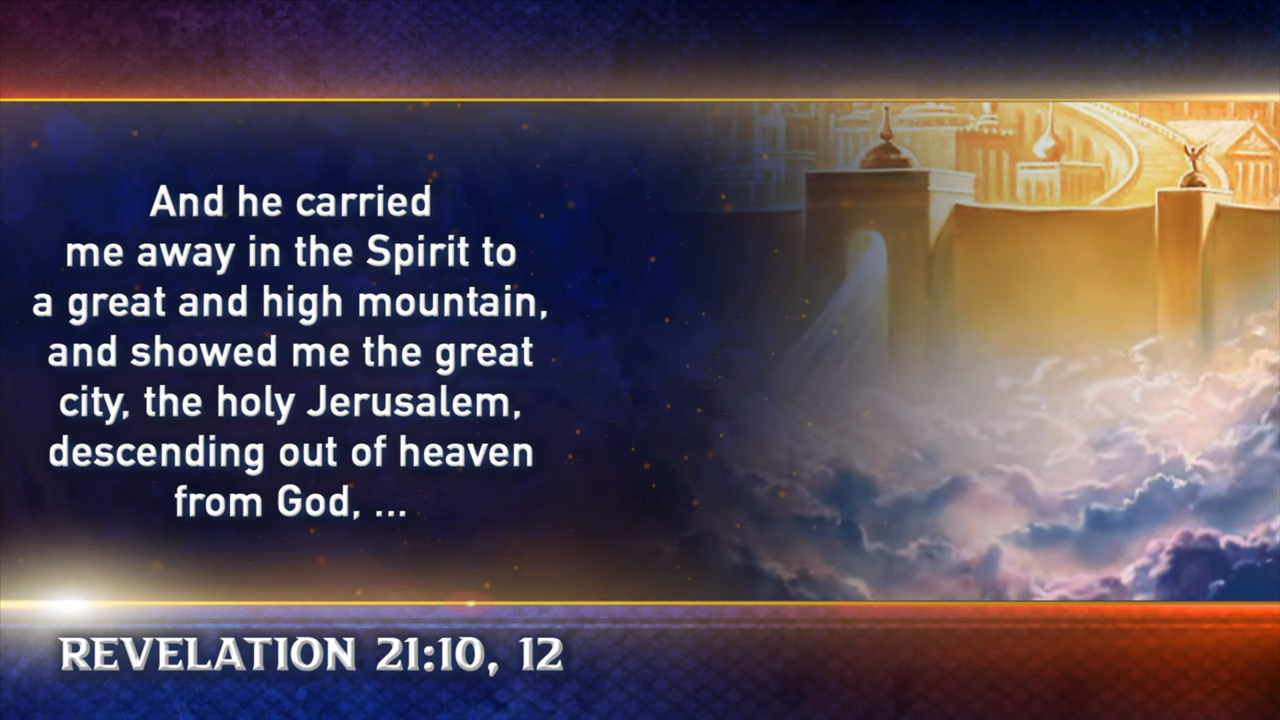 And he carried
me away in the Spirit to
a great and high mountain,
and showed me the great
city, the holy Jerusalem,
descending out of heaven
from God, ...
REVELATION 21:10, 12